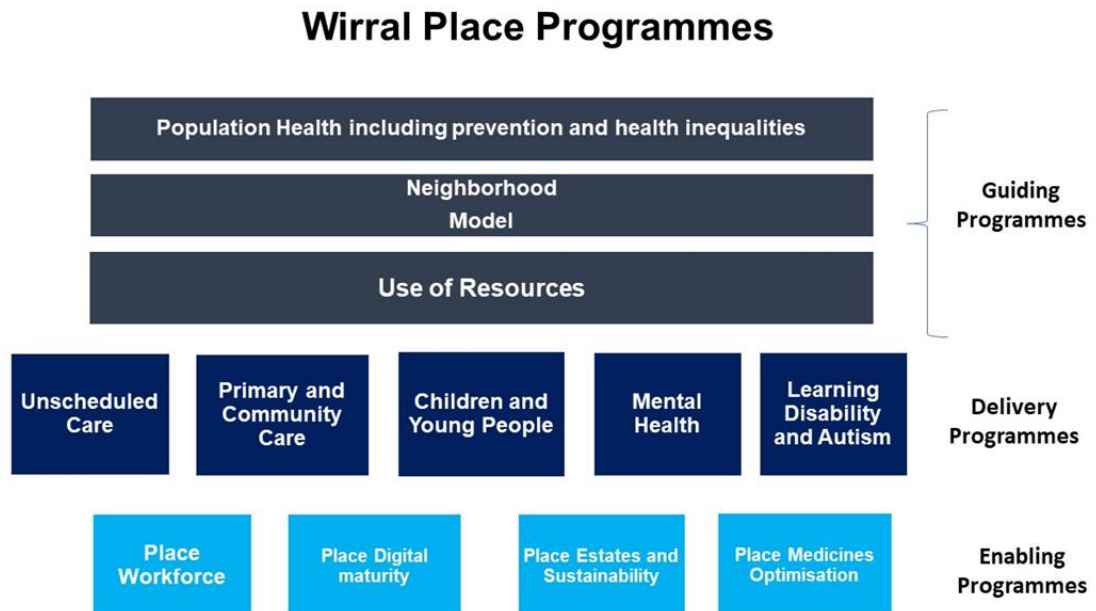 Wirral Place Programmes
Population Health including prevention and health inequalities
Neighborhood
Model
Use of Resources
Guiding
Programmes
Unscheduled
Care
Primary and
Community
Care
Children and
Young People
Mental
Health
Learning
Disability
and Autism
Delivery
Programmes
Place
Workforce
Place Digital
maturity
Place Estates and
Sustainability
Place Medicines
Optimisation
Enabling
Programmes